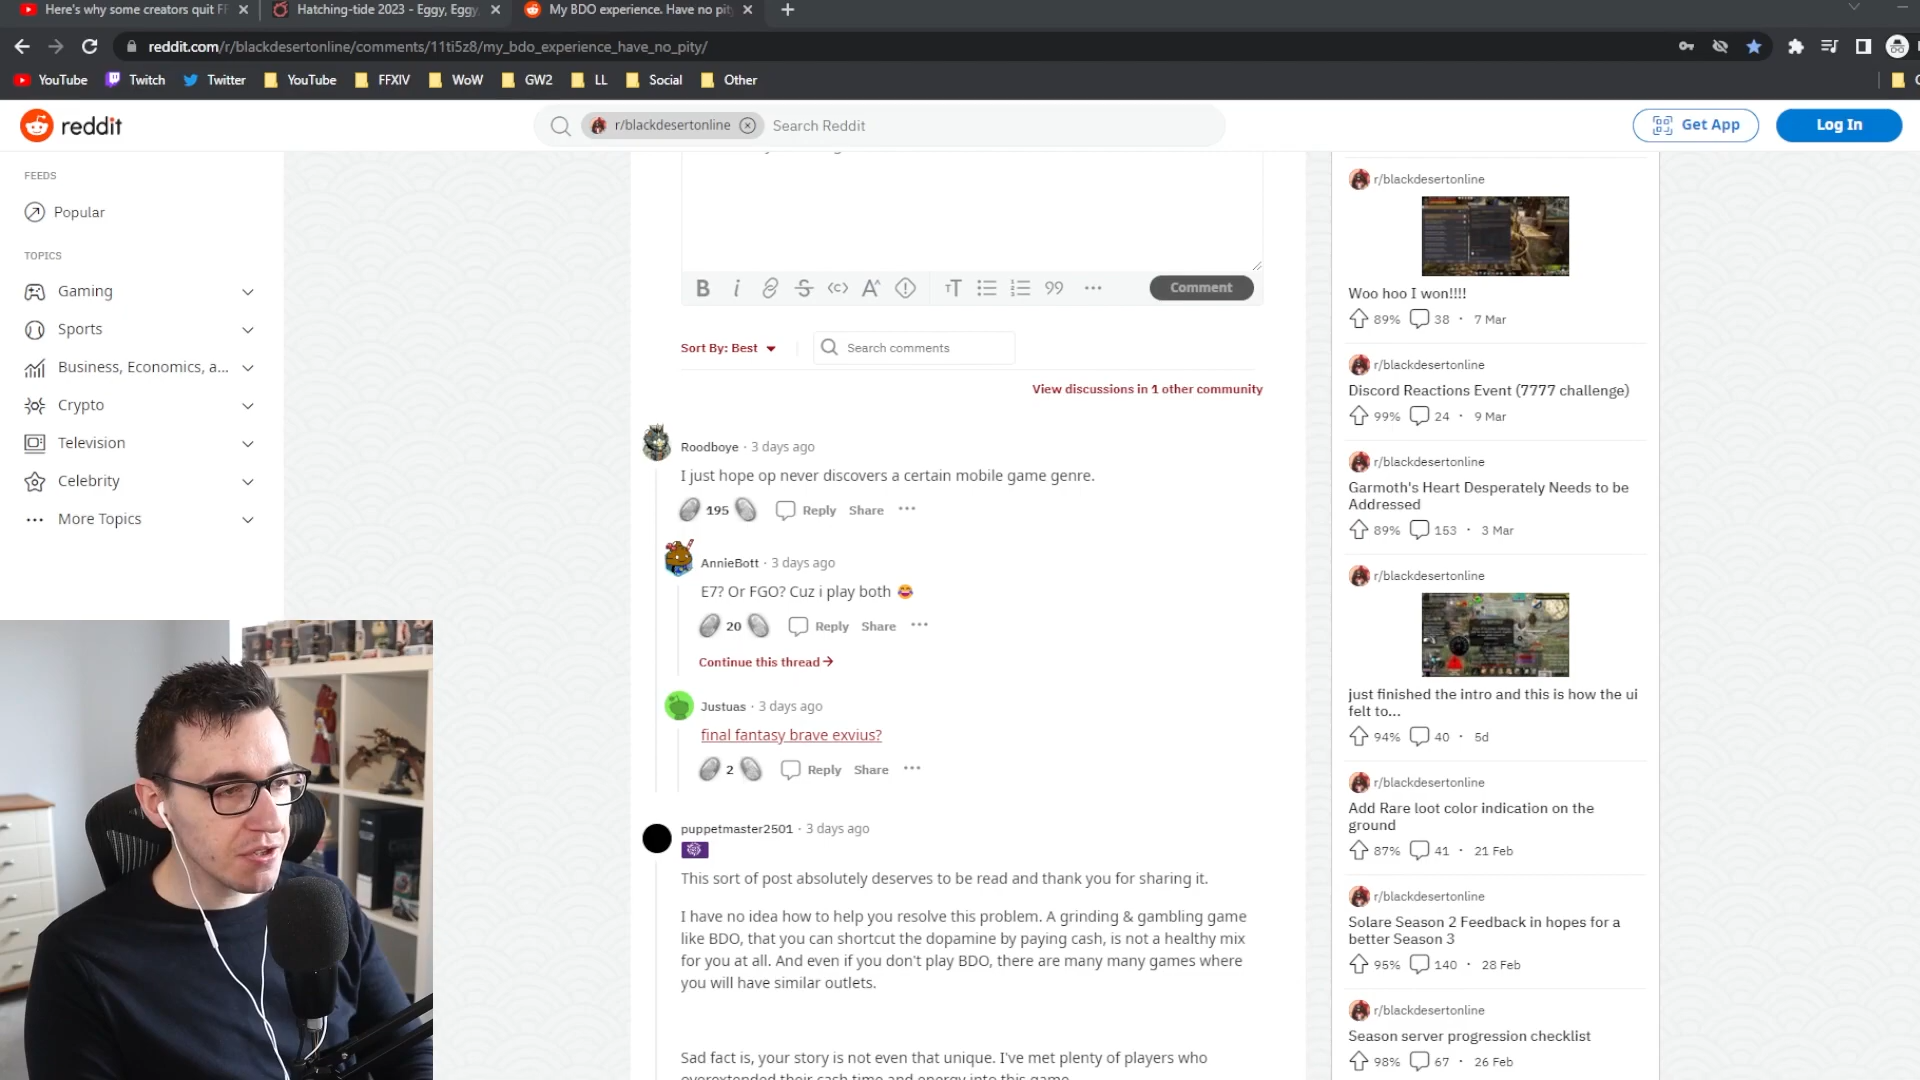 Here's why some creators quit FF
Hatching-tide 2023 - Eggy, Eggy,
My BDO experience. Have no pit
reddit.com/r/blackdesertonline/comments/11ti5z8/my_bdo_experience_have_no_pity/
YouTube
Twitch
Twitter
YouTube
FFXIV
WoW
GW2
LL
Social
Other
reddit
r/blackdesertonline
Search Reddit
Get App
Log In
FEEDS
Popular
TOPICS
Gaming
Sports
Business, Economics, a...
Crypto
Television
Celebrity
More Topics
Comment
Sort By: Best
Search comments
View discussions in 1 other community
Roodboye · 3 days ago
I just hope op never discovers a certain mobile game genre.
195 Reply Share
AnnieBott · 3 days ago
E7? Or FGO? Cuz i play both 😂
20 Reply Share
Continue this thread →
Justuas · 3 days ago
final fantasy brave exvius?
2 Reply Share
puppetmaster2501 · 3 days ago
This sort of post absolutely deserves to be read and thank you for sharing it.
I have no idea how to help you resolve this problem. A grinding & gambling game
like BDO, that you can shortcut the dopamine by paying cash, is not a healthy mix
for you at all. And even if you don't play BDO, there are many many games where
you will have similar outlets.
Sad fact is, your story is not even that unique. I've met plenty of players who
overextended their cash time and energy into this game
r/blackdesertonline
Woo hoo I won!!!!
89% 38 · 7 Mar
r/blackdesertonline
Discord Reactions Event (7777 challenge)
99% 24 · 9 Mar
r/blackdesertonline
Garmoth's Heart Desperately Needs to be
Addressed
89% 153 · 3 Mar
r/blackdesertonline
just finished the intro and this is how the ui
felt to...
94% 40 · 5d
r/blackdesertonline
Add Rare loot color indication on the
ground
87% 41 · 21 Feb
r/blackdesertonline
Solare Season 2 Feedback in hopes for a
better Season 3
95% 140 · 28 Feb
r/blackdesertonline
Season server progression checklist
98% 67 · 26 Feb